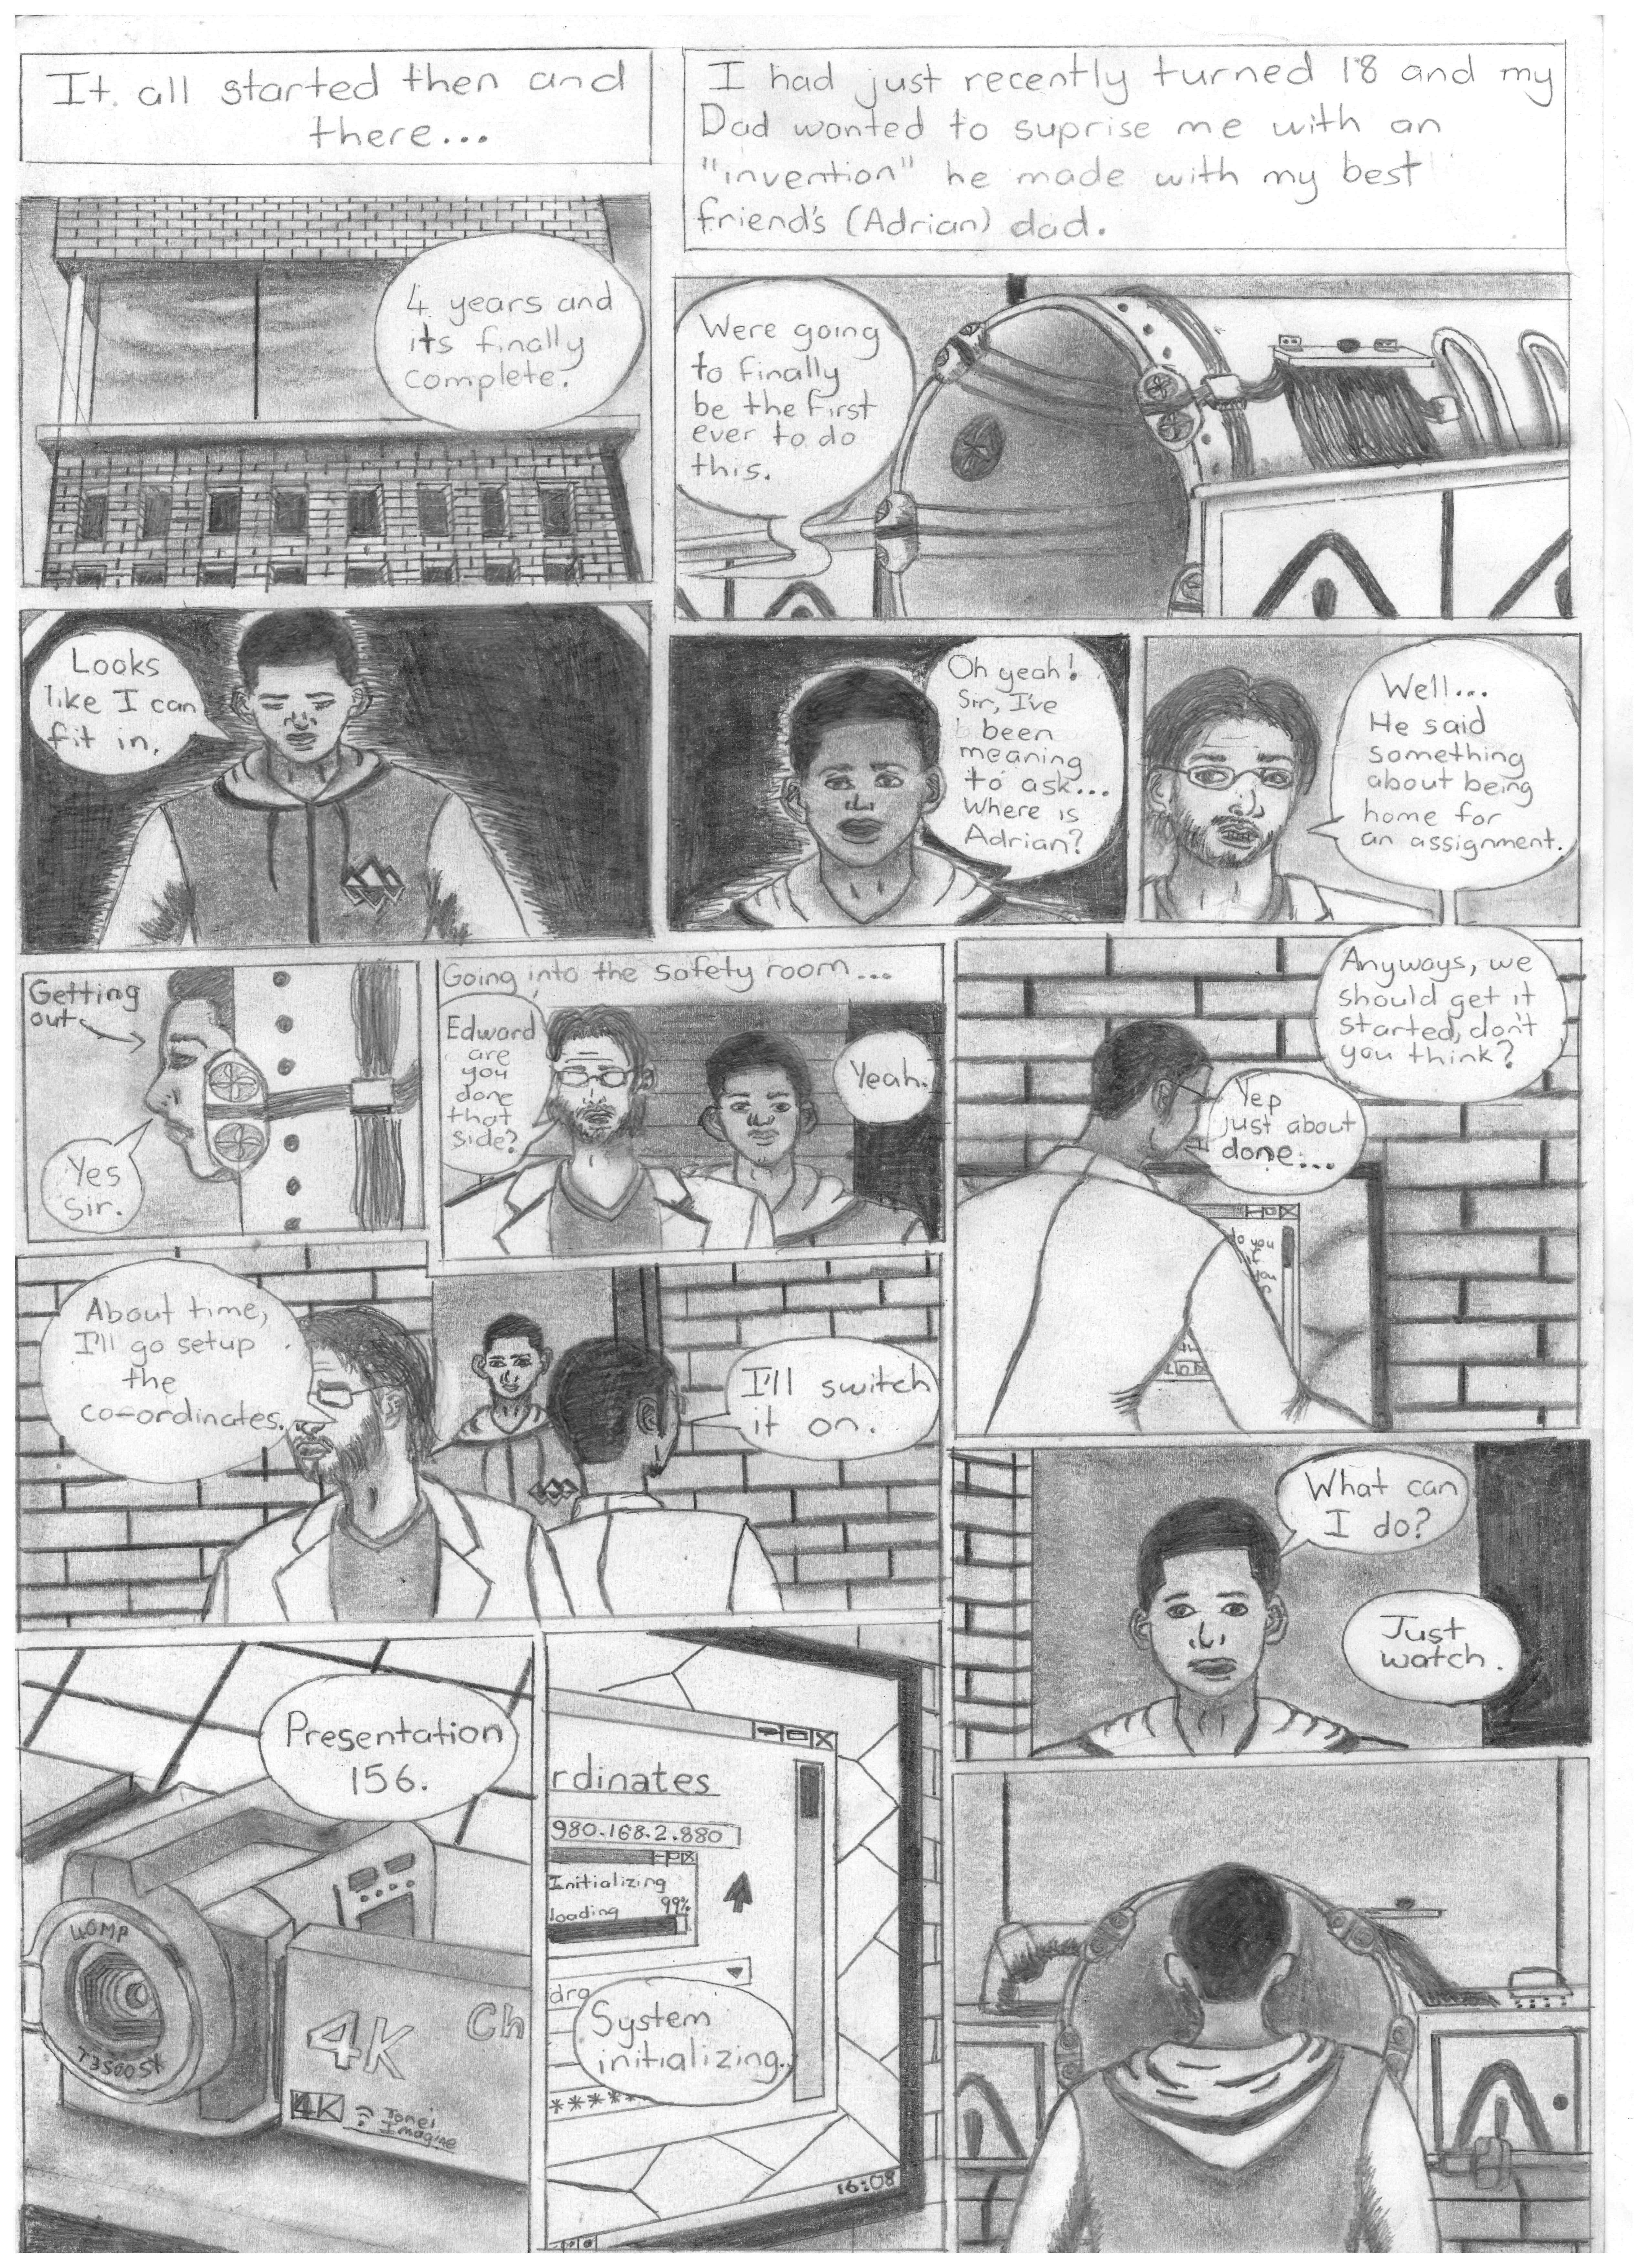 It all started then and
there...
I had just recently turned 18 and my
Dad wanted to suprise me with an
"invention" he made with my best
friend's (Adrian) dad.
4 years and
its finally
complete.
Were going
to finally
be the first
ever to do
this.
Looks
like I can
fit in.
Oh yeah!
Sir, I've
been
meaning
to ask...
Where is
Adrian?
Well...
He said
something
about being
home for
an assignment.
Getting
out
Yes
Sir.
Going into the safety room...
Edward
are
you
done
that
side?
Yeah.
Anyways, we
should get it
started, don't
you think?
Yep
just about
done...
do you
About time,
I'll go setup
the
co-ordinates.
I'll switch
it on.
What can
I do?
Just
watch.
Presentation
156.
40MP
T3500St
4K
Ch
4K
Jonei
Imagine
rdinates
980.168.2.880
Initializing
loading 99%
dro
System
initializing.
*****
16:08